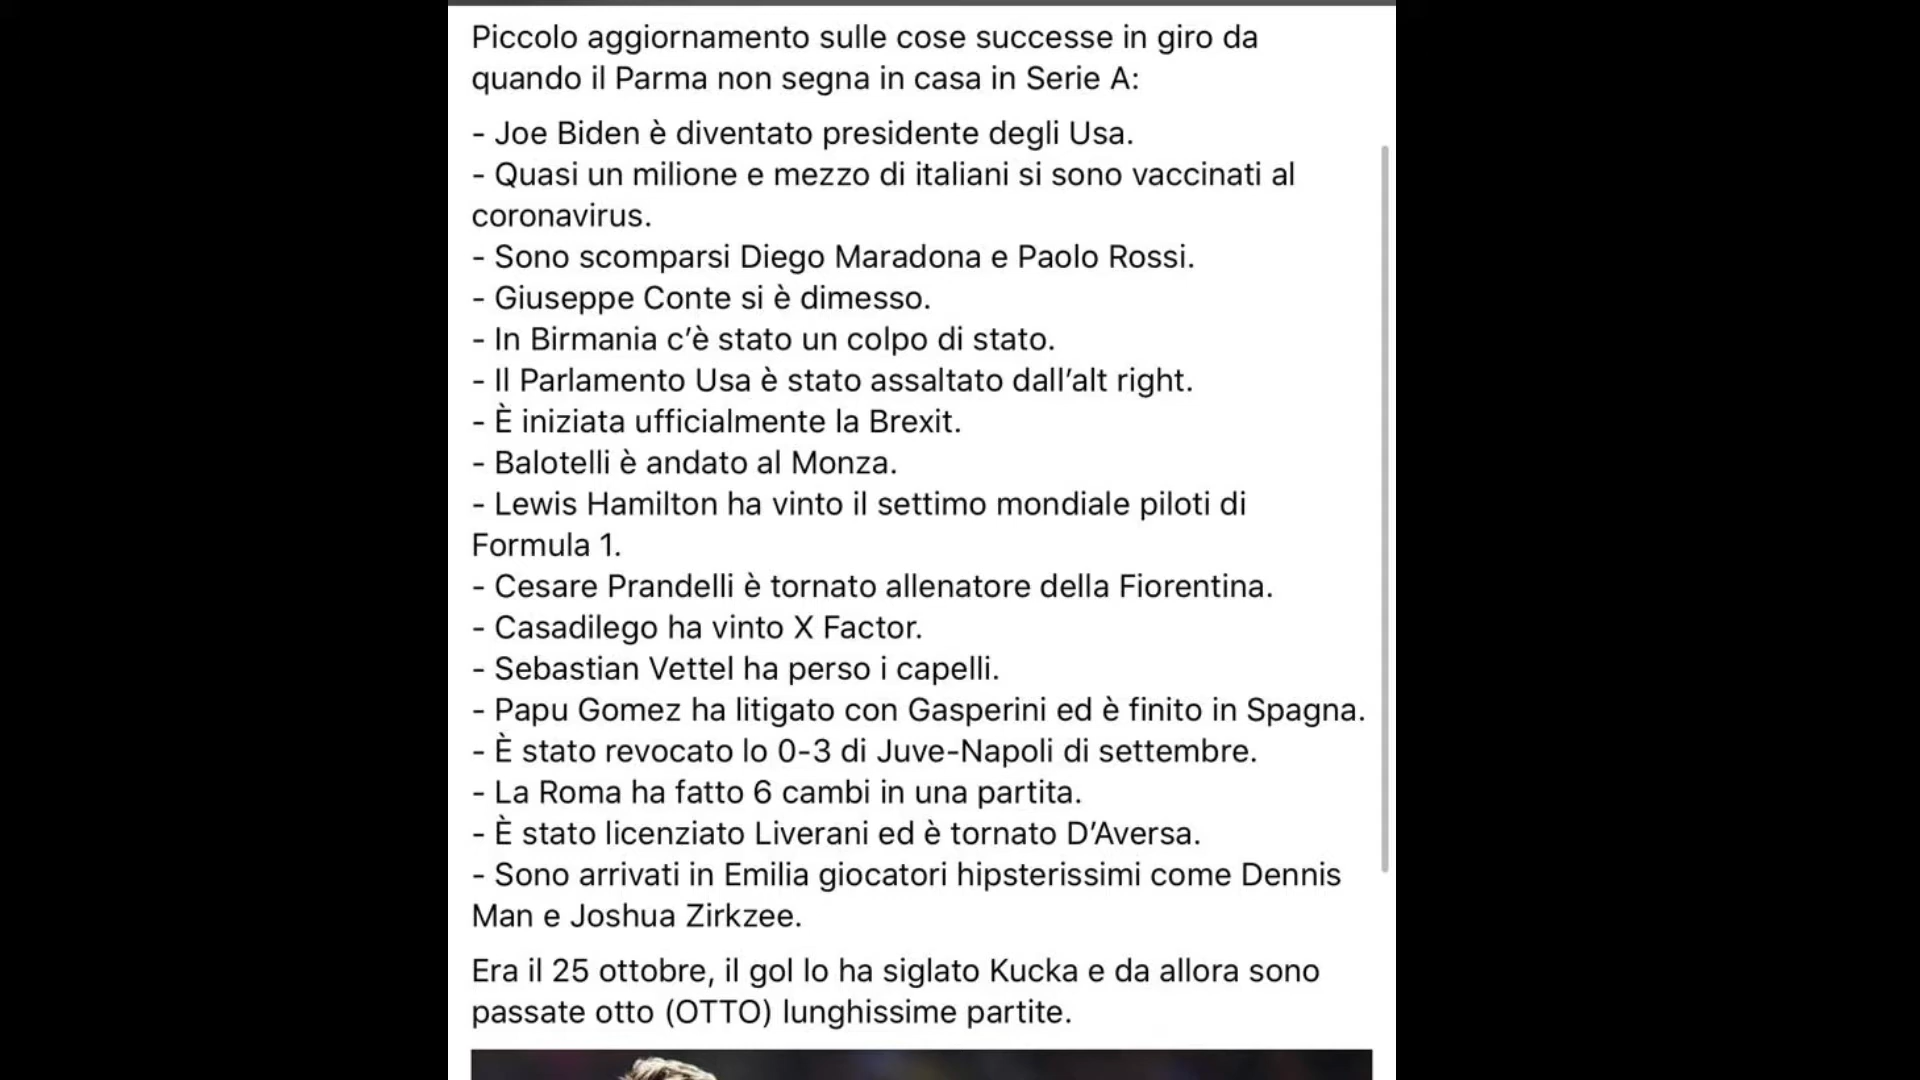 Piccolo aggiornamento sulle cose successe in giro da
quando il Parma non segna in casa in Serie A:
- Joe Biden è diventato presidente degli Usa.
- Quasi un milione e mezzo di italiani si sono vaccinati al
coronavirus.
- Sono scomparsi Diego Maradona e Paolo Rossi.
- Giuseppe Conte si è dimesso.
- In Birmania c’è stato un colpo di stato.
- Il Parlamento Usa è stato assaltato dall’alt right.
- È iniziata ufficialmente la Brexit.
- Balotelli è andato al Monza.
- Lewis Hamilton ha vinto il settimo mondiale piloti di
Formula 1.
- Cesare Prandelli è tornato allenatore della Fiorentina.
- Casadilego ha vinto X Factor.
- Sebastian Vettel ha perso i capelli.
- Papu Gomez ha litigato con Gasperini ed è finito in Spagna.
- È stato revocato lo 0-3 di Juve-Napoli di settembre.
- La Roma ha fatto 6 cambi in una partita.
- È stato licenziato Liverani ed è tornato D’Aversa.
- Sono arrivati in Emilia giocatori hipsterissimi come Dennis
Man e Joshua Zirkzee.
Era il 25 ottobre, il gol lo ha siglato Kucka e da allora sono
passate otto (OTTO) lunghissime partite.